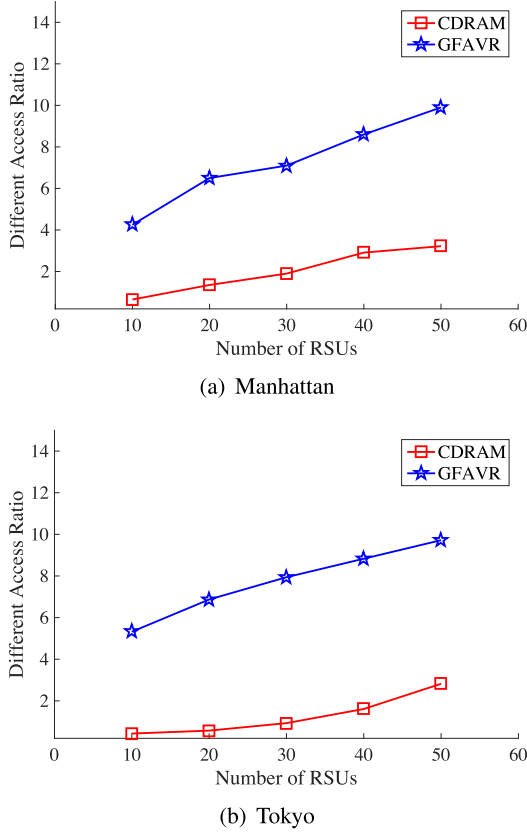 14
12
10
8
6
4
2
Different Access Ratio
CDRAM
GFAVR
0 10 20 30 40 50 60
Number of RSUs
(a) Manhattan
14
12
10
8
6
4
2
Different Access Ratio
CDRAM
GFAVR
0 10 20 30 40 50 60
Number of RSUs
(b) Tokyo